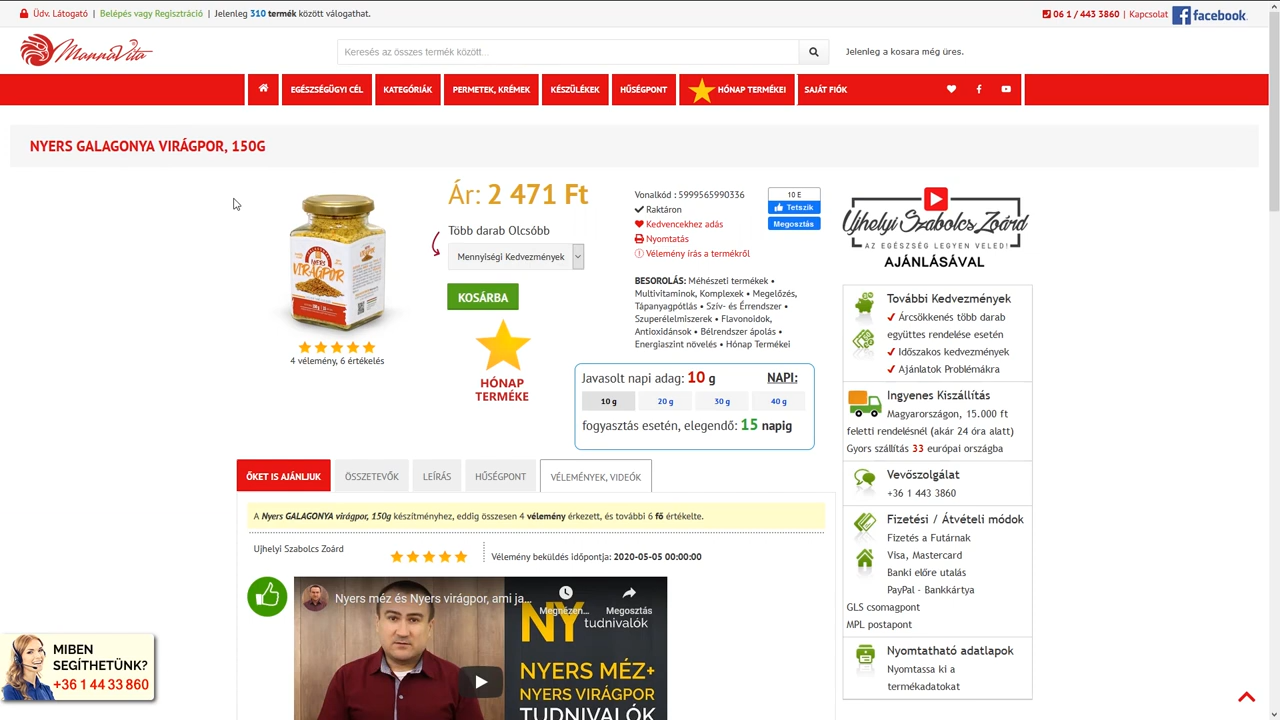 Üdv. Látogató | Belépés vagy Regisztráció | Jelenleg 310 termék között válogathat.
06 1 / 443 3860 | Kapcsolat facebook.
MannaVita
Keresés az összes termék között...
Jelenleg a kosara még üres.
EGÉSZSÉGÜGYI CÉL KATEGÓRIÁK PERMETEK, KRÉMEK KÉSZÜLÉKEK HŰSÉGPONT HÓNAP TERMÉKEI SAJÁT FIÓK
NYERS GALAGONYA VIRÁGPOR, 150G
NYERS
VIRÁGPOR
4 vélemény, 6 értékelés
Ár: 2 471 Ft
Több darab Olcsóbb
Mennyiségi Kedvezmények
KOSÁRBA
HÓNAP
TERMÉKE
Vonalkód : 5999565990336
Raktáron
Kedvencekhez adás
Nyomtatás
Vélemény írás a termékről
10 E
Tetszik
Megosztás
BESOROLÁS: Méhészeti termékek •
Multivitaminok, Komplexek • Megelőzés,
Tápanyagpótlás • Szív- és Érrendszer •
Szuperélelmiszerek • Flavonoidok,
Antioxidánsok • Bélrendszer ápolás •
Energiaszint növelés • Hónap Termékei
Javasolt napi adag: 10 g NAPI:
10 g 20 g 30 g 40 g
fogyasztás esetén, elegendő: 15 napig
Ujhelyi Szabolcs Zoárd
AZ EGÉSZSÉG LEGYEN VELED!
AJÁNLÁSÁVAL
További Kedvezmények
Árcsökkenés több darab
együttes rendelése esetén
Időszakos kedvezmények
Ajánlatok Problémákra
Ingyenes Kiszállítás
Magyarországon, 15.000 ft
feletti rendelésnél (akár 24 óra alatt)
Gyors szállítás 33 európai országba
Vevőszolgálat
+36 1 443 3860
Fizetési / Átvételi módok
Fizetés a Futárnak
Visa, Mastercard
Banki előre utalás
PayPal - Bankkártya
GLS csomagpont
MPL postapont
Nyomtatható adatlapok
Nyomtassa ki a
termékadatokat
ŐKET IS AJÁNLJUK ÖSSZETEVŐK LEÍRÁS HŰSÉGPONT VÉLEMÉNYEK, VIDEÓK
A Nyers GALAGONYA virágpor, 150g készítményhez, eddig összesen 4 vélemény érkezett, és további 6 fő értékelte.
Ujhelyi Szabolcs Zoárd
Vélemény beküldés időpontja: 2020-05-05 00:00:00
Nyers méz és Nyers virágpor, ami ja...
Megnézen...
Megosztás
NY
tudnivalók
NYERS MÉZ+
NYERS VIRÁGPOR
TUDNIVALÓK
MIBEN
SEGÍTHETÜNK?
+36 1 44 33 860